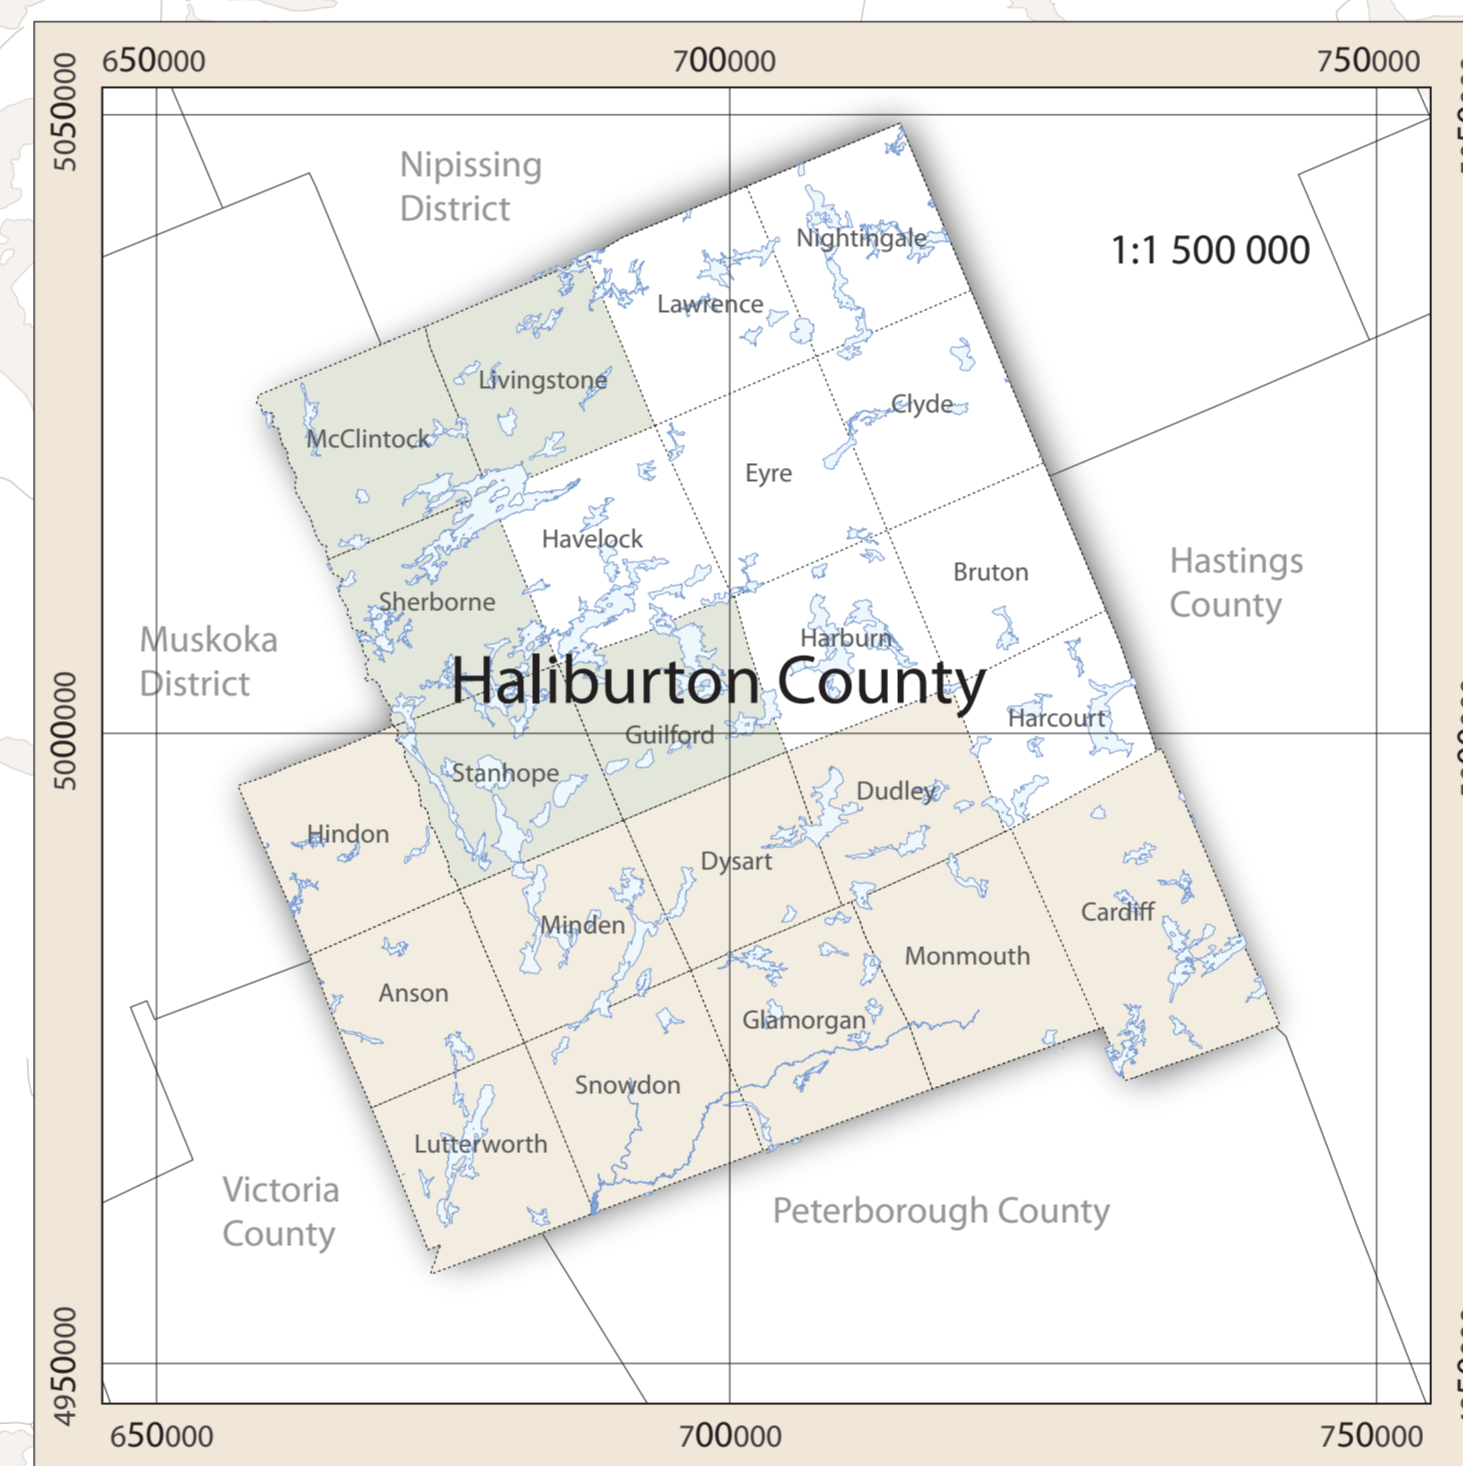 650000
700000
750000
5050000
Nipissing
District
Nightingale
1:1 500 000
Lawrence
Livingstone
Clyde
McClintock
Eyre
Havelock
Bruton
Hastings
County
Sherborne
Muskoka
District
Harburn
Haliburton County
Harcourt
5000000
Guilford
Stanhope
Dudley
Hindon
Dysart
Cardiff
Minden
Monmouth
Anson
Glamorgan
Snowdon
Lutterworth
Victoria
County
Peterborough County
4950000
650000
700000
750000